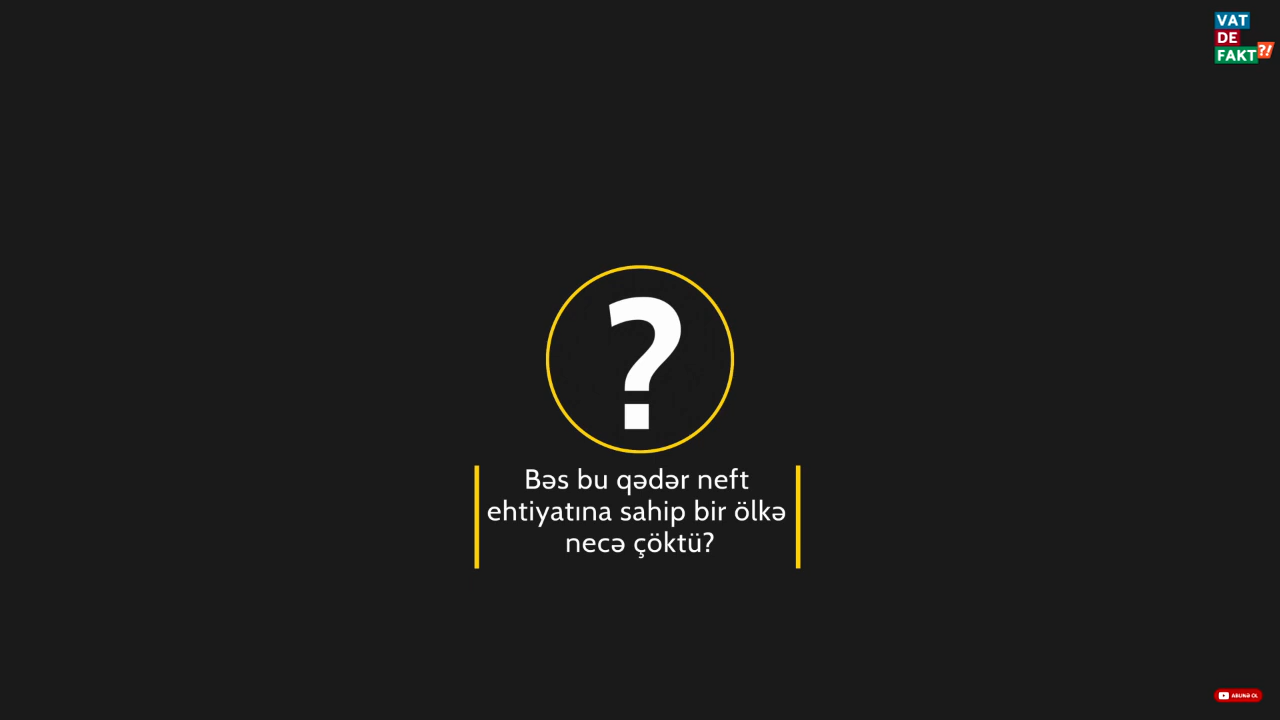 VAT
DE
FAKT?!
?
Bəs bu qədər neft
ehtiyatına sahip bir ölkə
necə çöktü?
ABUNƏ OL